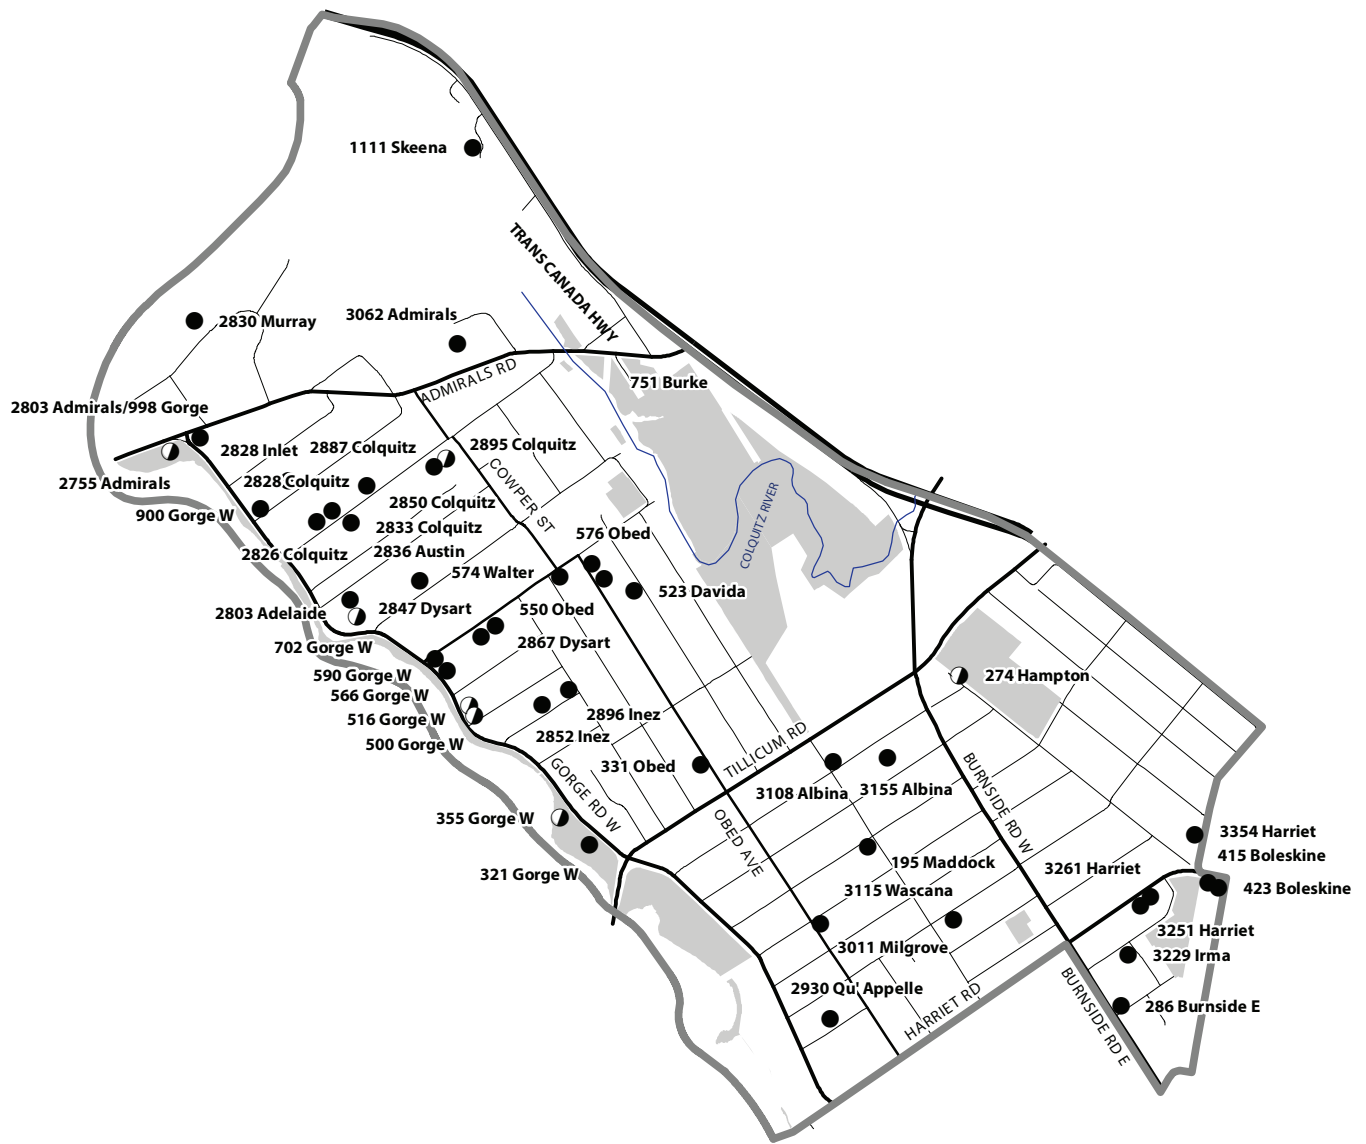 1111 Skeena
TRANS CANADA HWY
2830 Murray
3062 Admirals
ADMIRALS RD
751 Burke
2803 Admirals/998 Gorge
2828 Inlet
2887 Colquitz
2895 Colquitz
2755 Admirals
2828 Colquitz
COWPER ST
2850 Colquitz
900 Gorge W
2833 Colquitz
COLQUITZ RIVER
576 Obed
2826 Colquitz
2836 Austin
574 Walter
523 Davida
2803 Adelaide
2847 Dysart
550 Obed
702 Gorge W
2867 Dysart
590 Gorge W
274 Hampton
566 Gorge W
516 Gorge W
2896 Inez
500 Gorge W
2852 Inez
TILLICUM RD
331 Obed
GORGE RD W
3108 Albina
3155 Albina
BURNSIDE RD W
355 Gorge W
OBED AVE
3354 Harriet
415 Boleskine
195 Maddock
3261 Harriet
321 Gorge W
3115 Wascana
423 Boleskine
3251 Harriet
3011 Milgrove
3229 Irma
2930 Qu' Appelle
HARRIET RD
286 Burnside E
BURNSIDE RD E